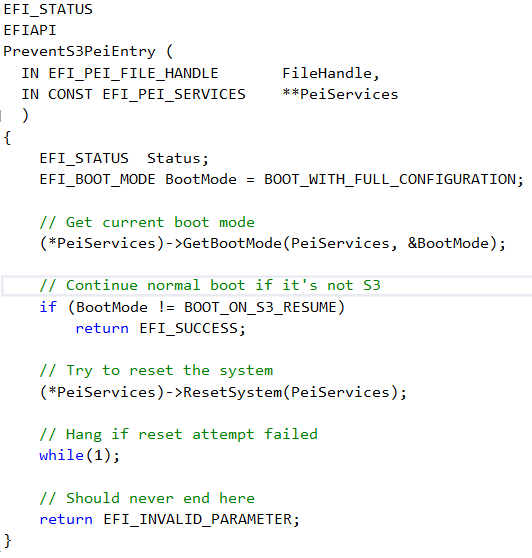 EFI_STATUS
EFIAPI
PreventS3PeiEntry (
  IN EFI_PEI_FILE_HANDLE       FileHandle,
  IN CONST EFI_PEI_SERVICES    **PeiServices
  )
{
    EFI_STATUS  Status;
    EFI_BOOT_MODE BootMode = BOOT_WITH_FULL_CONFIGURATION;

    // Get current boot mode
    (*PeiServices)->GetBootMode(PeiServices, &BootMode);

    // Continue normal boot if it's not S3
    if (BootMode != BOOT_ON_S3_RESUME)
        return EFI_SUCCESS;

    // Try to reset the system
    (*PeiServices)->ResetSystem(PeiServices);

    // Hang if reset attempt failed
    while(1);

    // Should never end here
    return EFI_INVALID_PARAMETER;
}